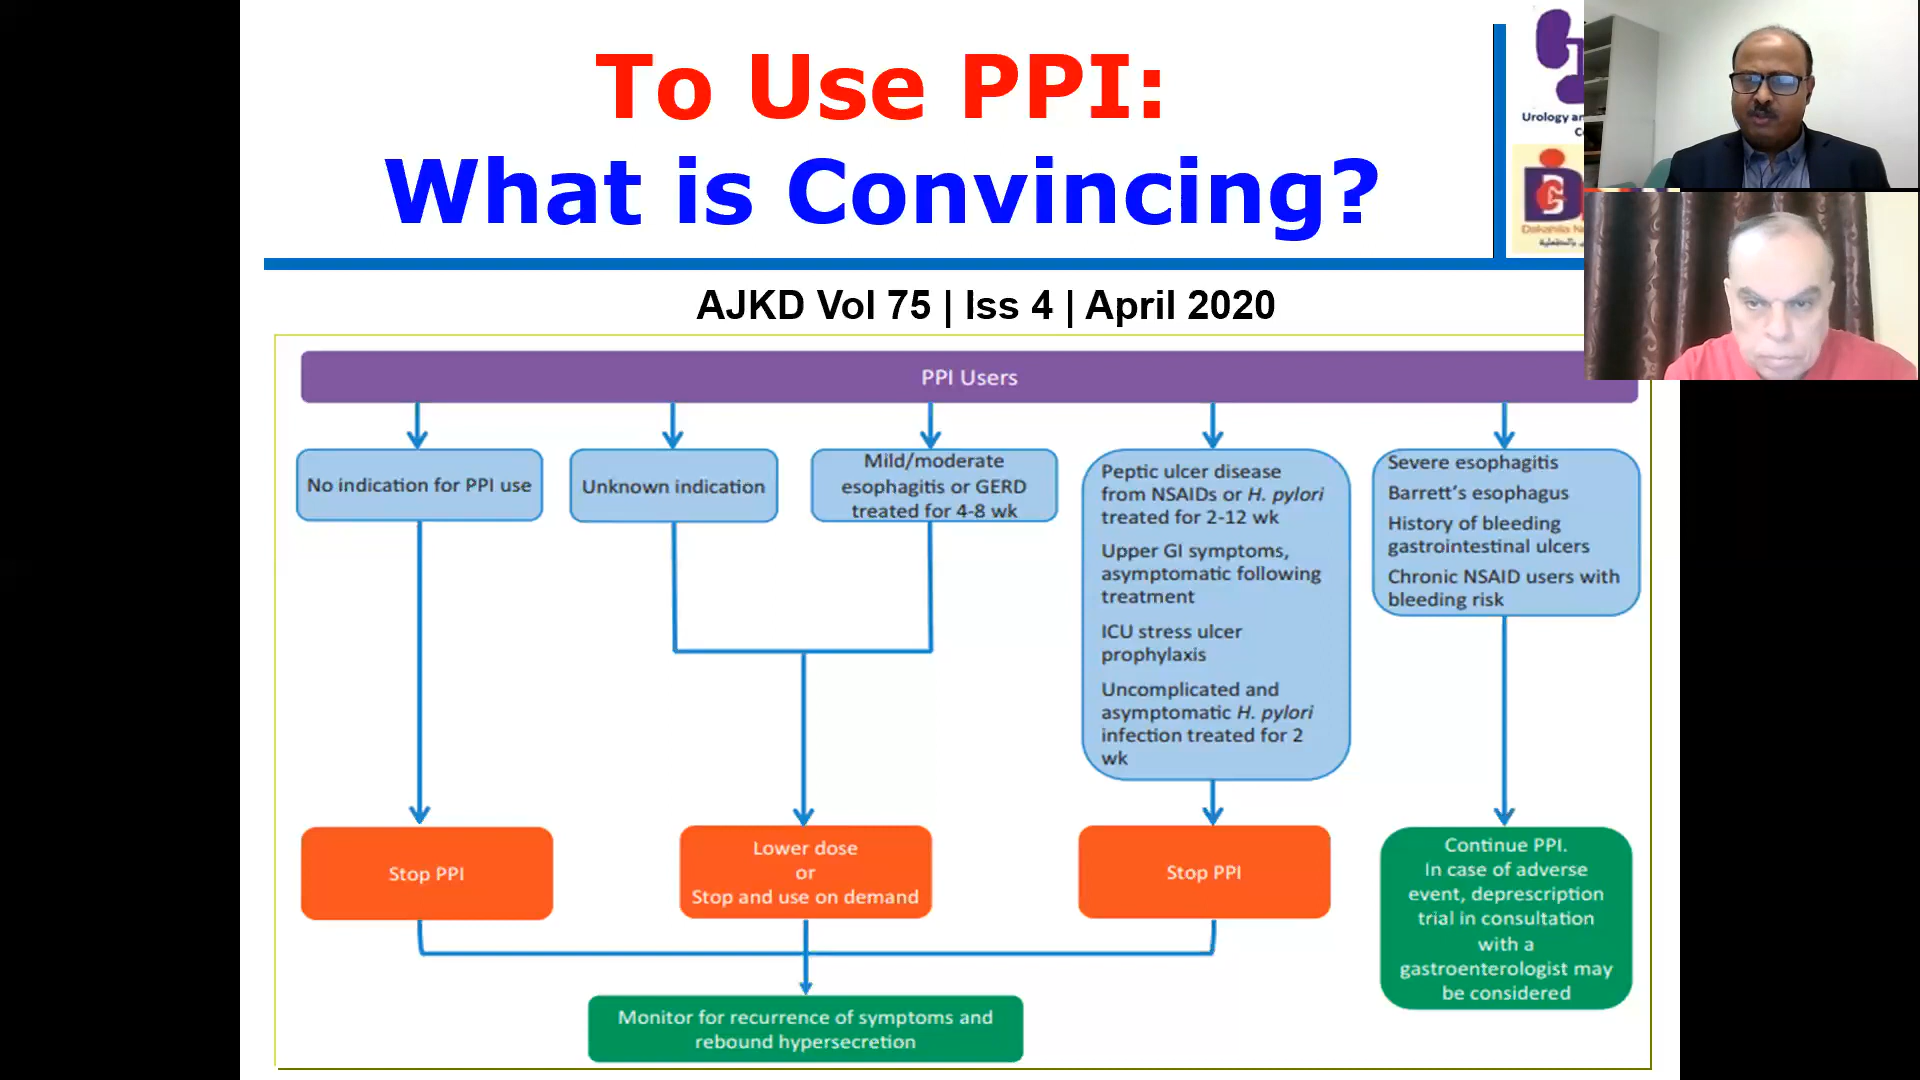 To Use PPI:
What is Convincing?
Urology an
C
D
Dakahlia N
AJKD Vol 75 | Iss 4 | April 2020
PPI Users
No indication for PPI use
Unknown indication
Mild/moderate
esophagitis or GERD
treated for 4-8 wk
Peptic ulcer disease
from NSAIDs or H. pylori
treated for 2-12 wk
Upper GI symptoms,
asymptomatic following
treatment
ICU stress ulcer
prophylaxis
Uncomplicated and
asymptomatic H. pylori
infection treated for 2
wk
Severe esophagitis
Barrett's esophagus
History of bleeding
gastrointestinal ulcers
Chronic NSAID users with
bleeding risk
Stop PPI
Lower dose
or
Stop and use on demand
Stop PPI
Continue PPI.
In case of adverse
event, deprescription
trial in consultation
with a
gastroenterologist may
be considered
Monitor for recurrence of symptoms and
rebound hypersecretion